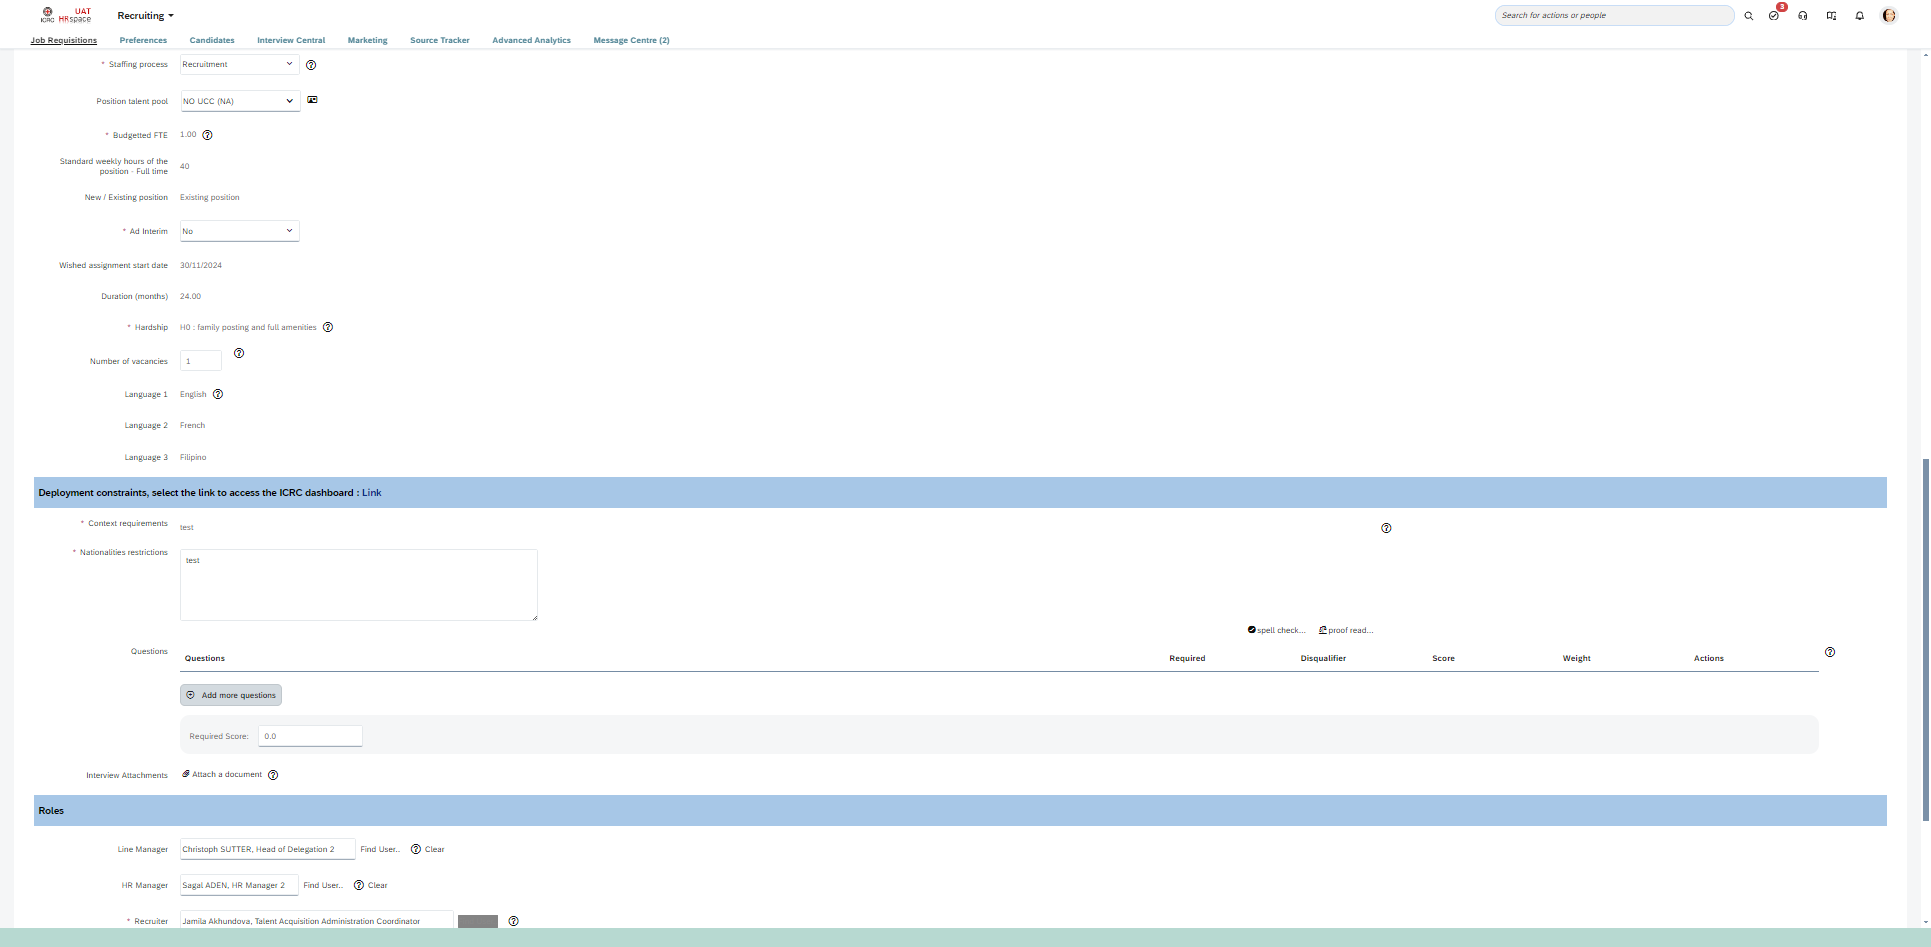 ICRC
UAT
HRspace
Recruiting
Search for actions or people
3
Job Requisitions
Preferences
Candidates
Interview Central
Marketing
Source Tracker
Advanced Analytics
Message Centre (2)
* Staffing process
Recruitment
Position talent pool
NO UCC (NA)
* Budgetted FTE
1.00
Standard weekly hours of the
position - Full time
40
New / Existing position
Existing position
* Ad Interim
No
Wished assignment start date
30/11/2024
Duration (months)
24.00
* Hardship
H0 : family posting and full amenities
Number of vacancies
1
Language 1
English
Language 2
French
Language 3
Filipino
Deployment constraints, select the link to access the ICRC dashboard : Link
* Context requirements
test
* Nationalities restrictions
test
spell check...
proof read...
Questions
Questions
Required
Disqualifier
Score
Weight
Actions
Add more questions
Required Score:
0.0
Interview Attachments
Attach a document
Roles
Line Manager
Christoph SUTTER, Head of Delegation 2
Find User..
Clear
HR Manager
Sagal ADEN, HR Manager 2
Find User..
Clear
* Recruiter
Jamila Akhundova, Talent Acquisition Administration Coordinator